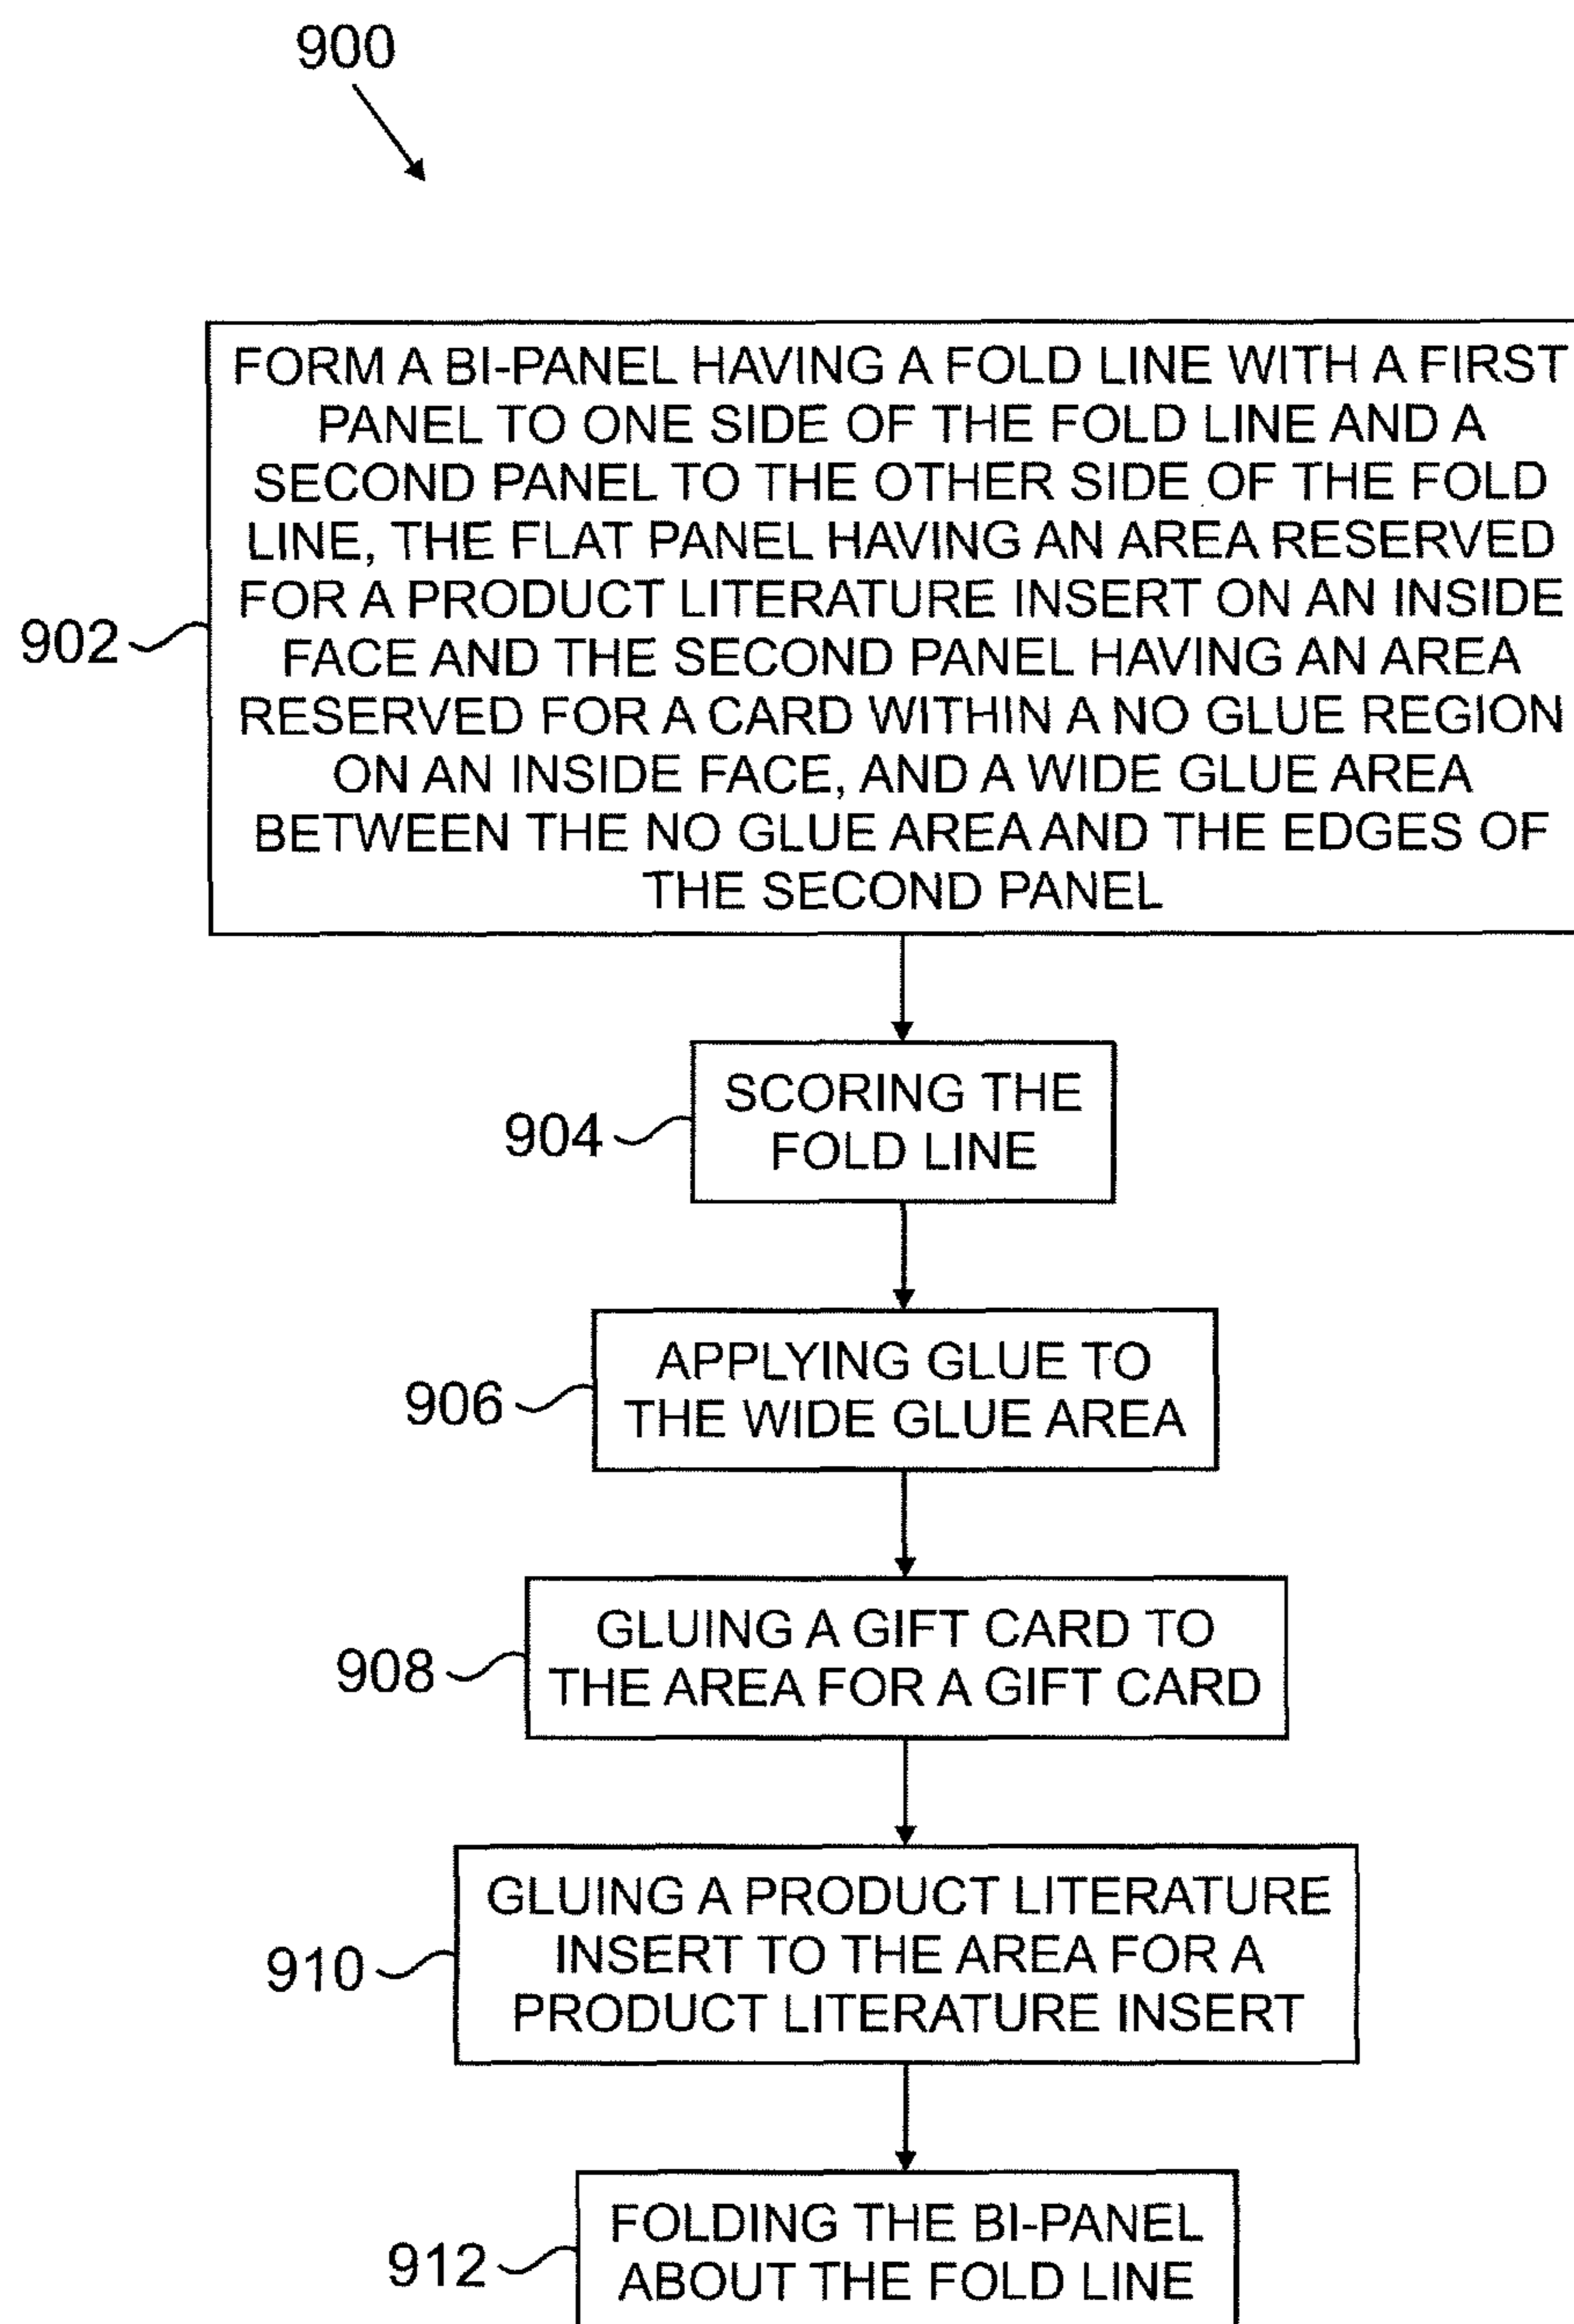 900
FORM A BI-PANEL HAVING A FOLD LINE WITH A FIRST
PANEL TO ONE SIDE OF THE FOLD LINE AND A
SECOND PANEL TO THE OTHER SIDE OF THE FOLD
LINE, THE FLAT PANEL HAVING AN AREA RESERVED
FOR A PRODUCT LITERATURE INSERT ON AN INSIDE
902
FACE AND THE SECOND PANEL HAVING AN AREA
RESERVED FOR A CARD WITHIN A NO GLUE REGION
ON AN INSIDE FACE, AND A WIDE GLUE AREA
BETWEEN THE NO GLUE AREA AND THE EDGES OF
THE SECOND PANEL
904
SCORING THE
FOLD LINE
906
APPLYING GLUE TO
THE WIDE GLUE AREA
908
GLUING A GIFT CARD TO
THE AREA FOR A GIFT CARD
910
GLUING A PRODUCT LITERATURE
INSERT TO THE AREA FOR A
PRODUCT LITERATURE INSERT
912
FOLDING THE BI-PANEL
ABOUT THE FOLD LINE